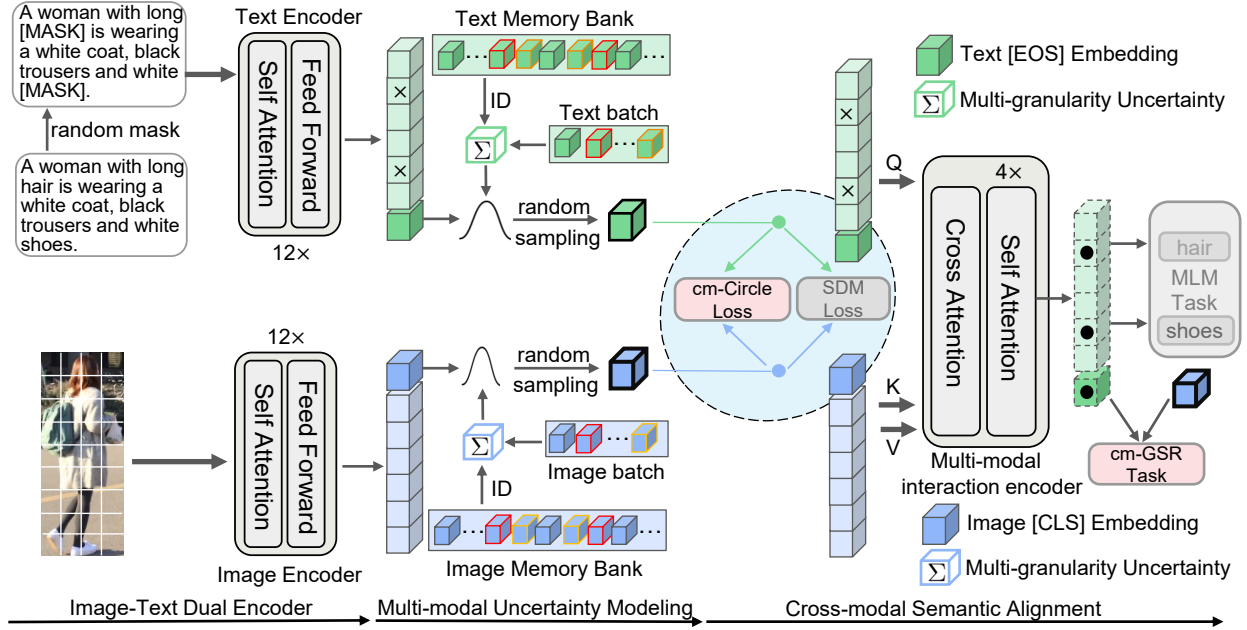 A woman with long
[MASK] is wearing
a white coat, black
trousers and white
[MASK].
random mask
A woman with long
hair is wearing a
white coat, black
trousers and white
shoes.
Text Encoder
Self Attention
Feed Forward
12×
Text Memory Bank
...
...
ID
Text batch
Σ
...
×
×
random
sampling
12×
Self Attention
Feed Forward
Image Encoder
random
sampling
Σ
...
Image batch
ID
...
...
Image Memory Bank
cm-Circle
Loss
SDM
Loss
Text [EOS] Embedding
Σ
Multi-granularity Uncertainty
×
×
Q
K
V
4×
Cross Attention
Self Attention
Multi-modal
interaction encoder
hair
MLM
Task
shoes
cm-GSR
Task
Image [CLS] Embedding
Σ
Multi-granularity Uncertainty
Image-Text Dual Encoder
Multi-modal Uncertainty Modeling
Cross-modal Semantic Alignment